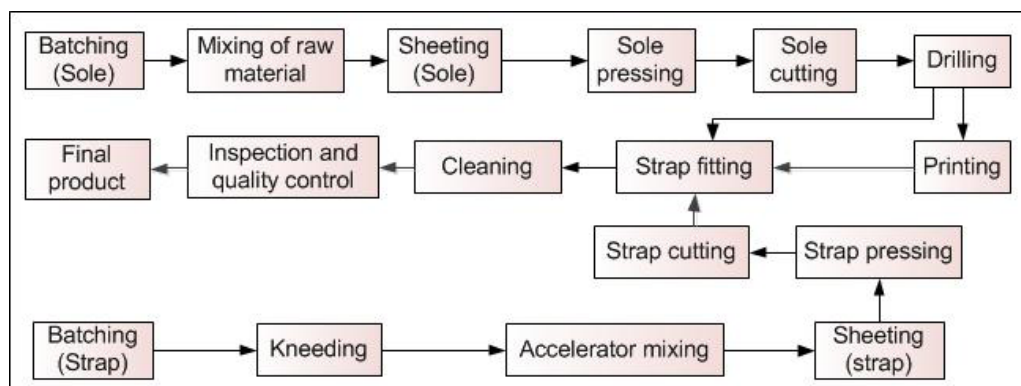 Batching
(Sole)
Mixing of raw
material
Sheeting
(Sole)
Sole
pressing
Sole
cutting
Drilling
Final
product
Inspection and
quality control
Cleaning
Strap fitting
Printing
Strap cutting
Strap pressing
Batching
(Strap)
Kneeding
Accelerator mixing
Sheeting
(strap)